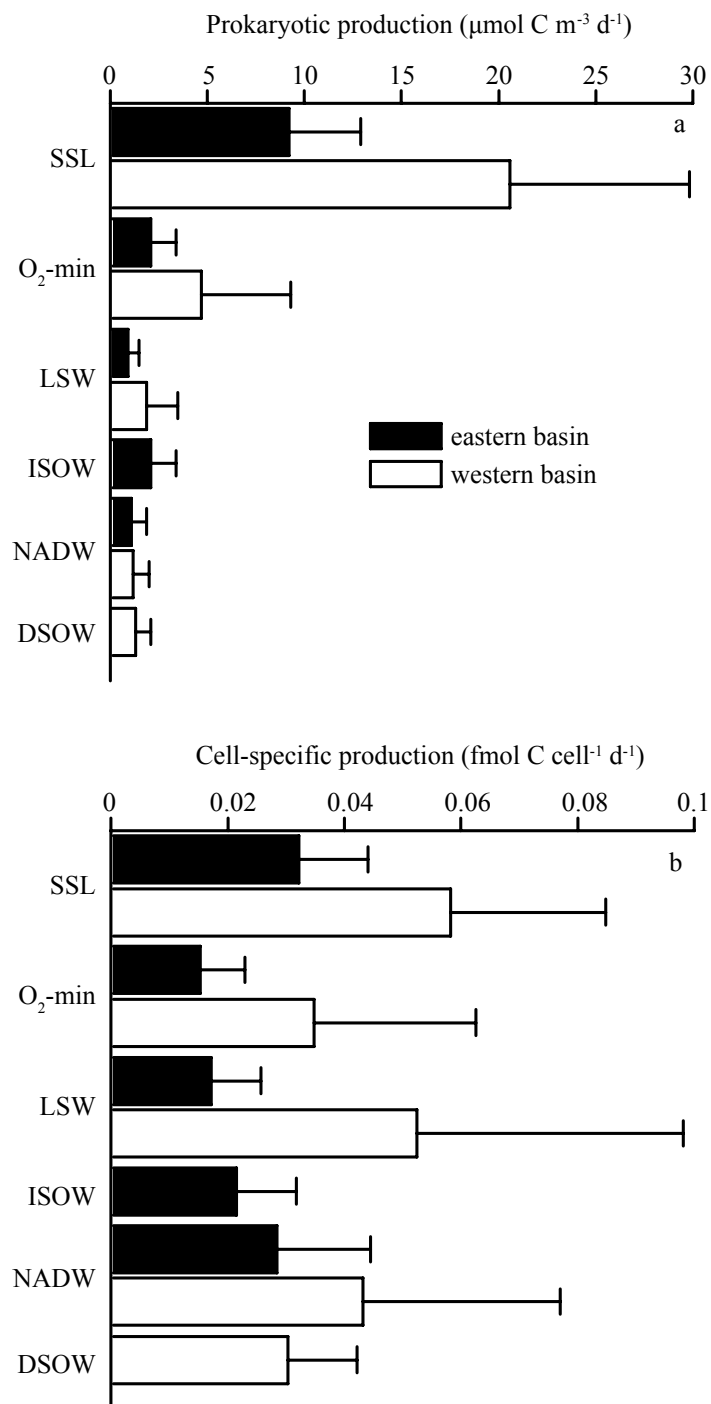 Prokaryotic production (μmol C m⁻³ d⁻¹)
0 5 10 15 20 25 30
a
SSL
O₂-min
LSW
eastern basin
ISOW
western basin
NADW
DSOW
Cell-specific production (fmol C cell⁻¹ d⁻¹)
0 0.02 0.04 0.06 0.08 0.1
b
SSL
O₂-min
LSW
ISOW
NADW
DSOW